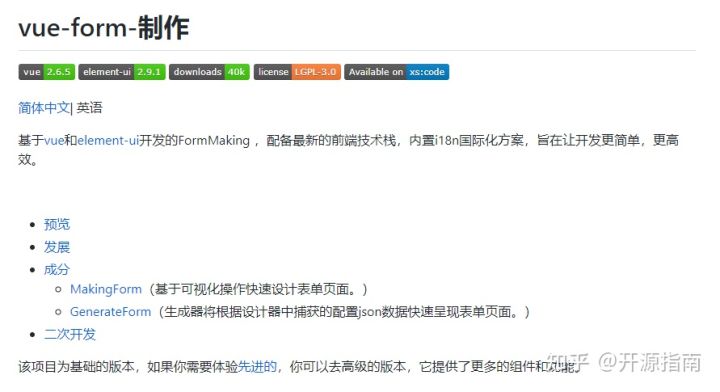 vue-form-制作
vue 2.6.5 element-ui 2.9.1 downloads 40k license LGPL-3.0 Available on xs:code
简体中文| 英语
基于vue和element-ui开发的FormMaking ，配备最新的前端技术栈，内置i18n国际化方案，旨在让开发更简单，更高
效。
预览
发展
成分
MakingForm（基于可视化操作快速设计表单页面。）
GenerateForm（生成器将根据设计器中捕获的配置json数据快速呈现表单页面。）
二次开发
该项目为基础的版本，如果你需要体验先进的，你可以去高级的版本，它提供了更多的组件和功能。
知乎 @开源指南